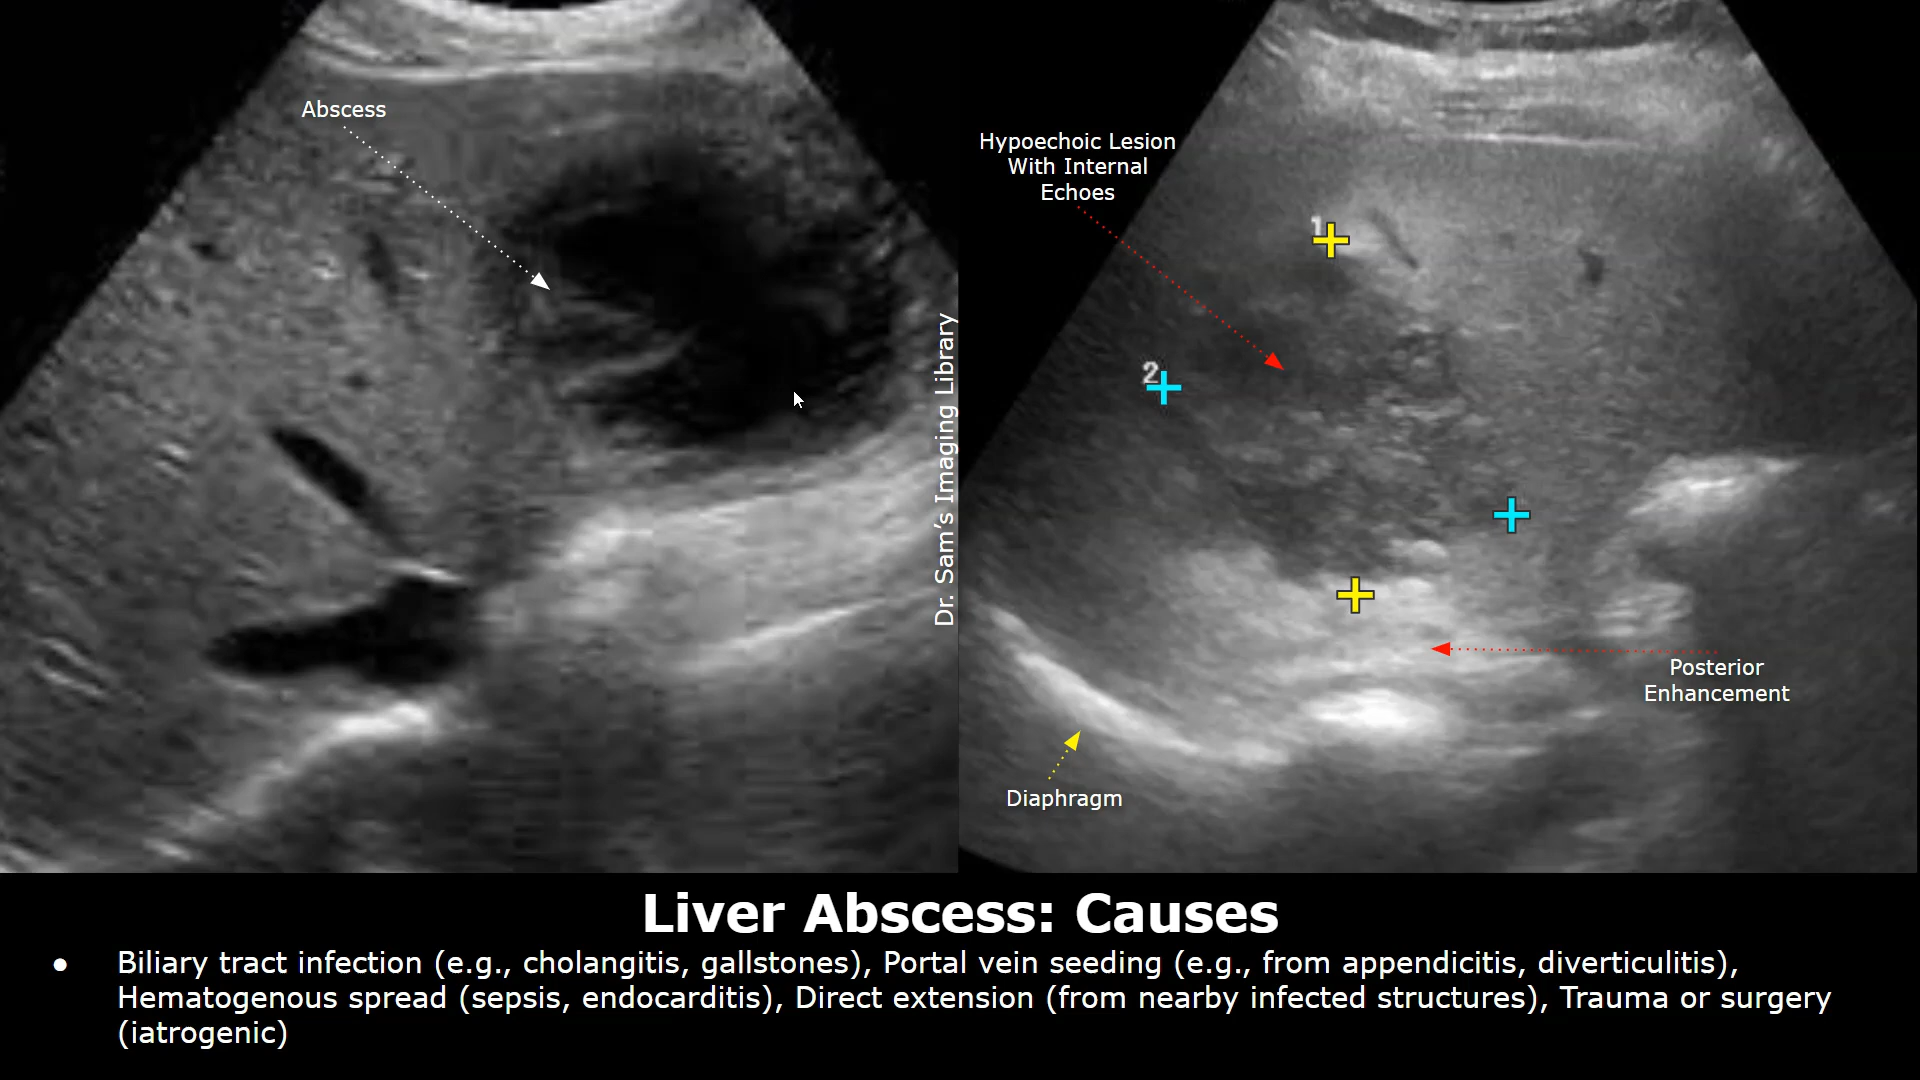 Abscess
Hypoechoic Lesion
With Internal
Echoes
1
2
Dr. Sam's Imaging Library
Posterior
Enhancement
Diaphragm
Liver Abscess: Causes
● Biliary tract infection (e.g., cholangitis, gallstones), Portal vein seeding (e.g., from appendicitis, diverticulitis),
Hematogenous spread (sepsis, endocarditis), Direct extension (from nearby infected structures), Trauma or surgery
(iatrogenic)